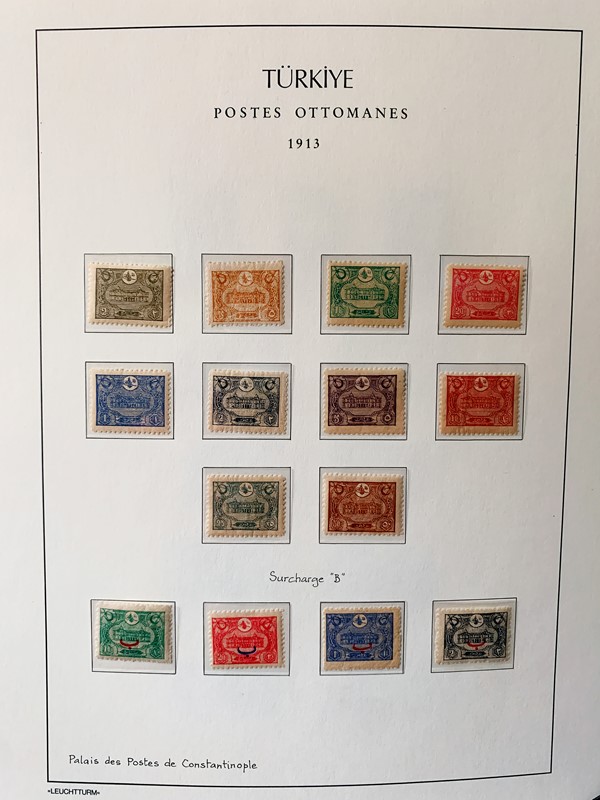 TÜRKİYE
POSTES OTTOMANES
1913
Surcharge "B"
Palais des Postes de Constantinople
»LEUCHTTURM«